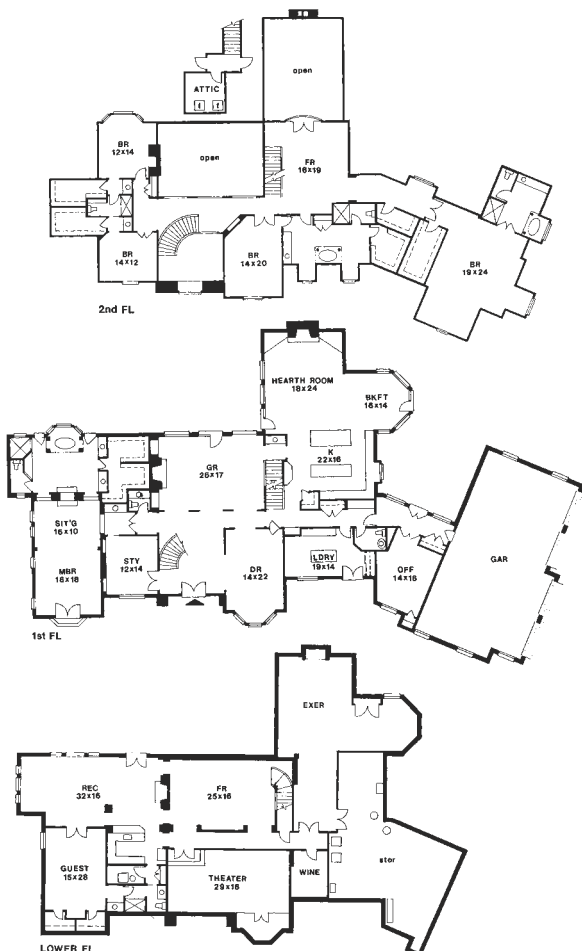 open
ATTIC
BR
12x14
open
FR
16x19
BR
14x12
BR
14x20
BR
19x24
2nd FL
HEARTH ROOM
18x24
BKFT
16x14
K
22x16
GR
26x17
SIT'G
16x10
MBR
16x18
STY
12x14
DR
14x22
LDRY
19x14
OFF
14x16
GAR
1st FL
EXER
REC
32x16
FR
25x16
GUEST
15x28
THEATER
29x16
WINE
stor
LOWER FL